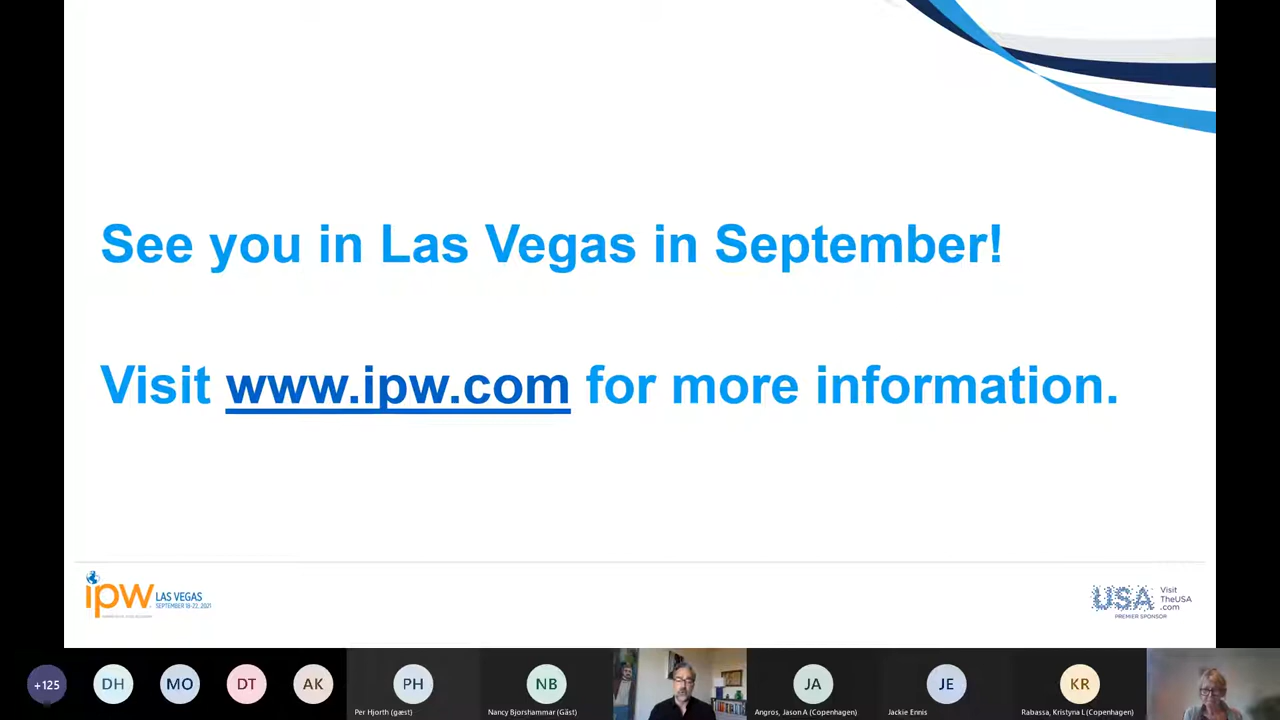 See you in Las Vegas in September!
Visit www.ipw.com for more information.
ipw
LAS VEGAS
SEPTEMBER 18-22, 2021
USA
Visit
TheUSA
.com
PREMIER SPONSOR
+125
DH
MO
DT
AK
PH
NB
JA
JE
KR
Per Hjorth (gæst)
Nancy Bjorshammar (Gäst)
Angros, Jason A (Copenhagen)
Jackie Ennis
Rabassa, Kristyna L (Copenhagen)